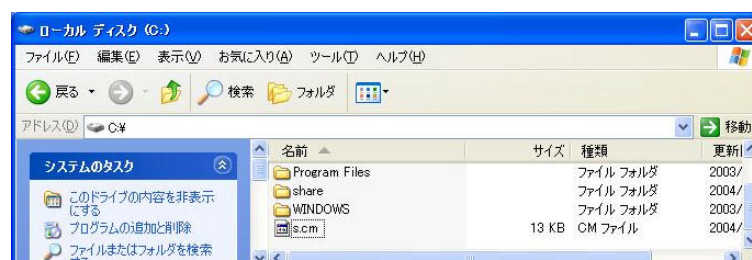 ローカル ディスク (C:)
ファイル(F) 編集(E) 表示(V) お気に入り(A) ツール(T) ヘルプ(H)
戻る 検索 フォルダ
アドレス(D) C:¥ 移動
システムのタスク
このドライブの内容を非表示
にする
プログラムの追加と削除
ファイルまたはフォルダを検索
名前 サイズ 種類 更新
Program Files ファイル フォルダ 2003/
share ファイル フォルダ 2004/
WINDOWS ファイル フォルダ 2003/
s.cm 13 KB CM ファイル 2004/